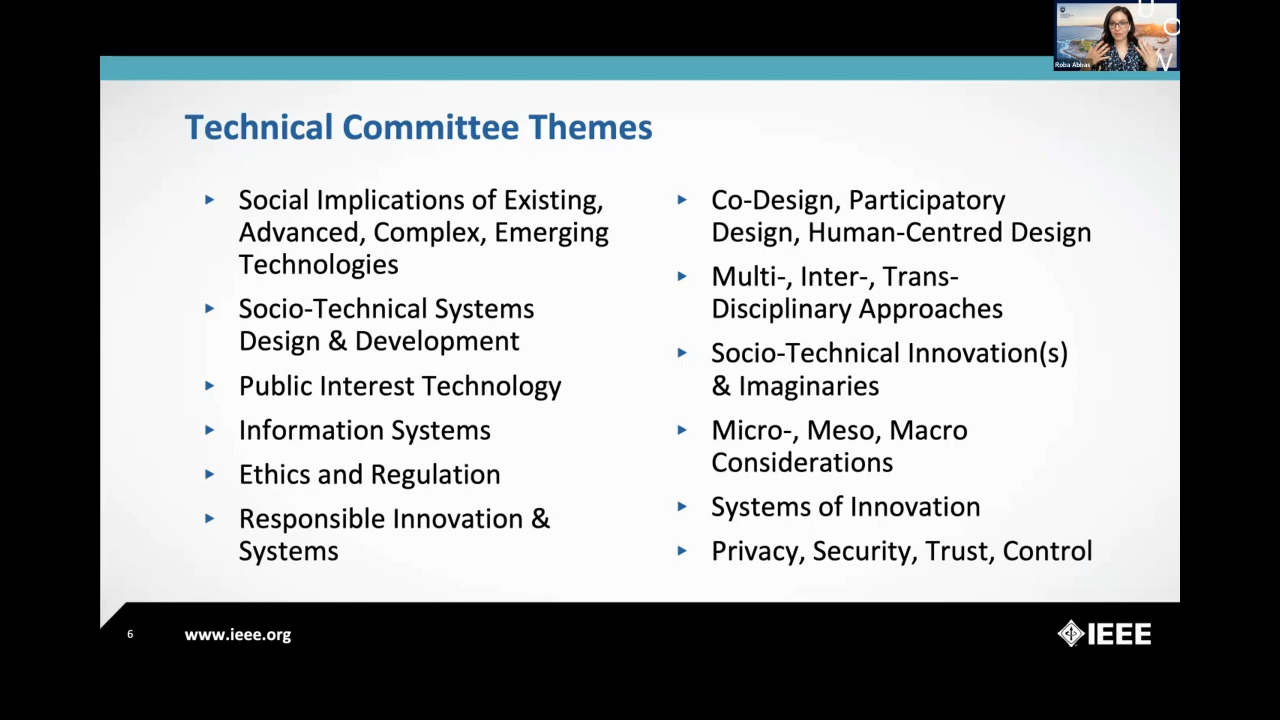 U
O
W
Roba Abbas
Technical Committee Themes
Social Implications of Existing,
Advanced, Complex, Emerging
Technologies
Socio-Technical Systems
Design & Development
Public Interest Technology
Information Systems
Ethics and Regulation
Responsible Innovation &
Systems
Co-Design, Participatory
Design, Human-Centred Design
Multi-, Inter-, Trans-
Disciplinary Approaches
Socio-Technical Innovation(s)
& Imaginaries
Micro-, Meso, Macro
Considerations
Systems of Innovation
Privacy, Security, Trust, Control
6
www.ieee.org
IEEE